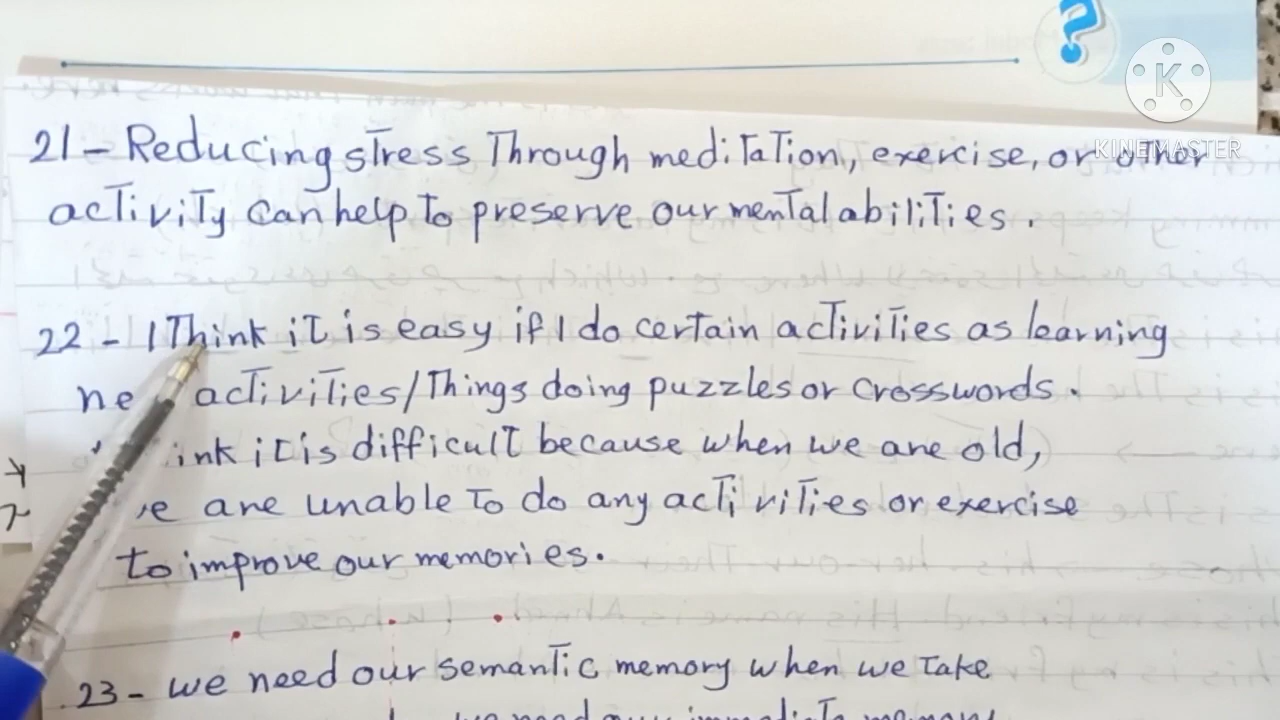 KINEMASTER
21 - Reducing stress Through meditation, exercise, or other
activity can help to preserve our mental abilities.
22 - I Think it is easy if I do certain activities as learning
ne activities/Things doing puzzles or crosswords.
ink it is difficult because when we are old,
e are unable to do any activities or exercise
to improve our memories.
23 - we need our semantic memory when we take